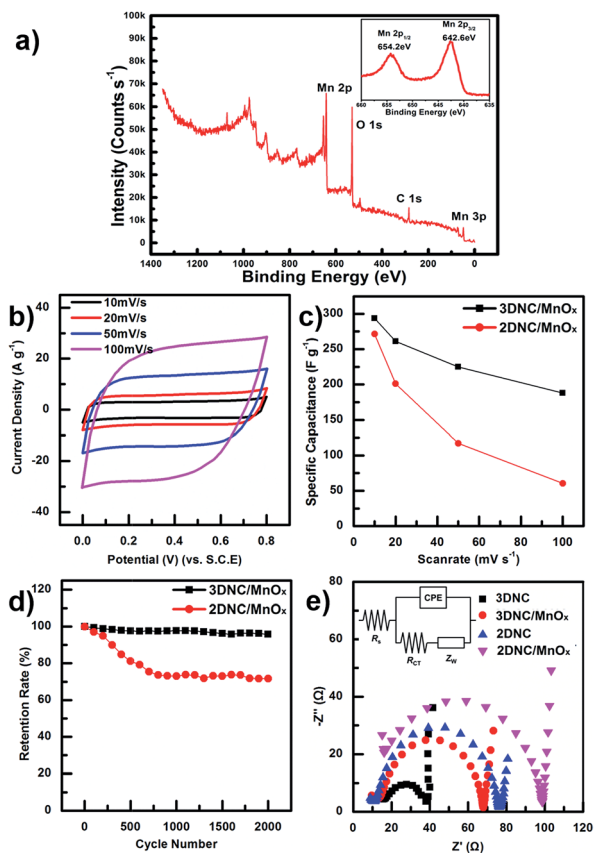 a)
Intensity (Counts s⁻¹)
100k
90k
80k
70k
60k
50k
40k
30k
20k
10k
0
Mn 2p
O 1s
C 1s
Mn 3p
1400 1200 1000 800 600 400 200 0
Binding Energy (eV)
Mn 2p1/2
654.2eV
Mn 2p3/2
642.6eV
660 655 650 645 640 635
Binding Energy (eV)
b)
10mV/s
20mV/s
50mV/s
100mV/s
Current Density (A g⁻¹)
40
20
0
-20
-40
0.0 0.2 0.4 0.6 0.8
Potential (V) (vs. S.C.E)
c)
3DNC/MnOx
2DNC/MnOx
Specific Capacitance (F g⁻¹)
350
300
250
200
150
100
50
0
20 40 60 80 100
Scanrate (mV s⁻¹)
d)
3DNC/MnOx
2DNC/MnOx
Retention Rate (%)
120
100
80
60
40
20
0
0 500 1000 1500 2000
Cycle Number
e)
CPE
Rs
RCT
ZW
3DNC
3DNC/MnOx
2DNC
2DNC/MnOx
-Z'' (Ω)
80
60
40
20
0
0 20 40 60 80 100 120
Z' (Ω)